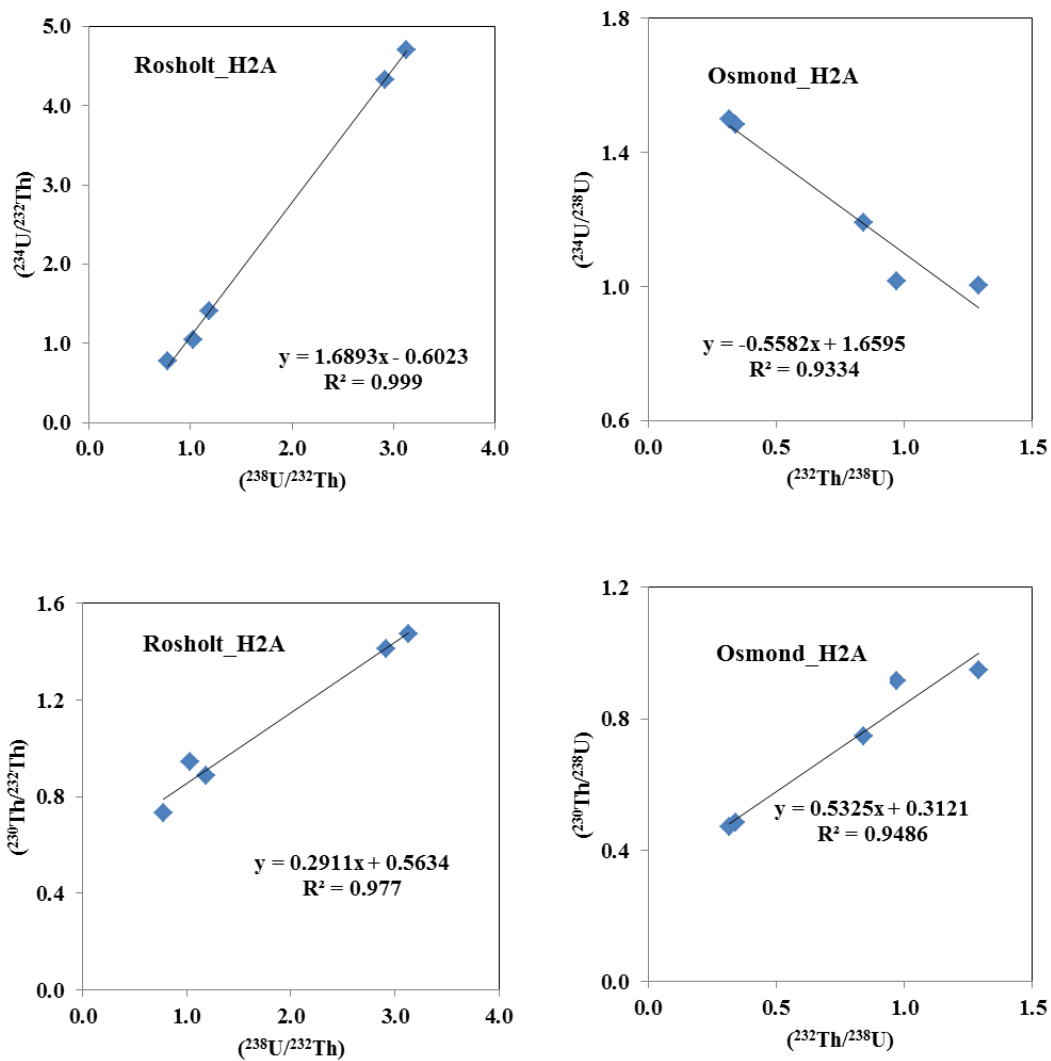 Rosholt_H2A
5.0
4.0
3.0
2.0
1.0
0.0
(²³⁴U/²³²Th)
y = 1.6893x - 0.6023
R² = 0.999
0.0 1.0 2.0 3.0 4.0
(²³⁸U/²³²Th)
Osmond_H2A
1.8
1.4
1.0
0.6
(²³⁴U/²³⁸U)
y = -0.5582x + 1.6595
R² = 0.9334
0.0 0.5 1.0 1.5
(²³²Th/²³⁸U)
Rosholt_H2A
1.6
1.2
0.8
0.4
0.0
(²³⁰Th/²³²Th)
y = 0.2911x + 0.5634
R² = 0.977
0.0 1.0 2.0 3.0 4.0
(²³⁸U/²³²Th)
Osmond_H2A
1.2
0.8
0.4
0.0
(²³⁰Th/²³⁸U)
y = 0.5325x + 0.3121
R² = 0.9486
0.0 0.5 1.0 1.5
(²³²Th/²³⁸U)